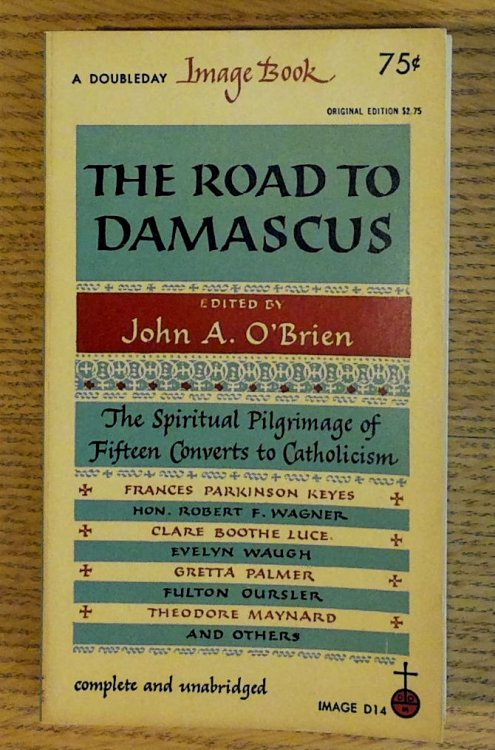 A DOUBLEDAY Image Book 75¢
ORIGINAL EDITION $2.75
THE ROAD TO
DAMASCUS
EDITED BY
John A. O'Brien
The Spiritual Pilgrimage of
Fifteen Converts to Catholicism
FRANCES PARKINSON KEYES
HON. ROBERT F. WAGNER
CLARE BOOTHE LUCE.
EVELYN WAUGH
GRETTA PALMER
FULTON OURSLER
THEODORE MAYNARD
AND OTHERS
complete and unabridged
IMAGE D14